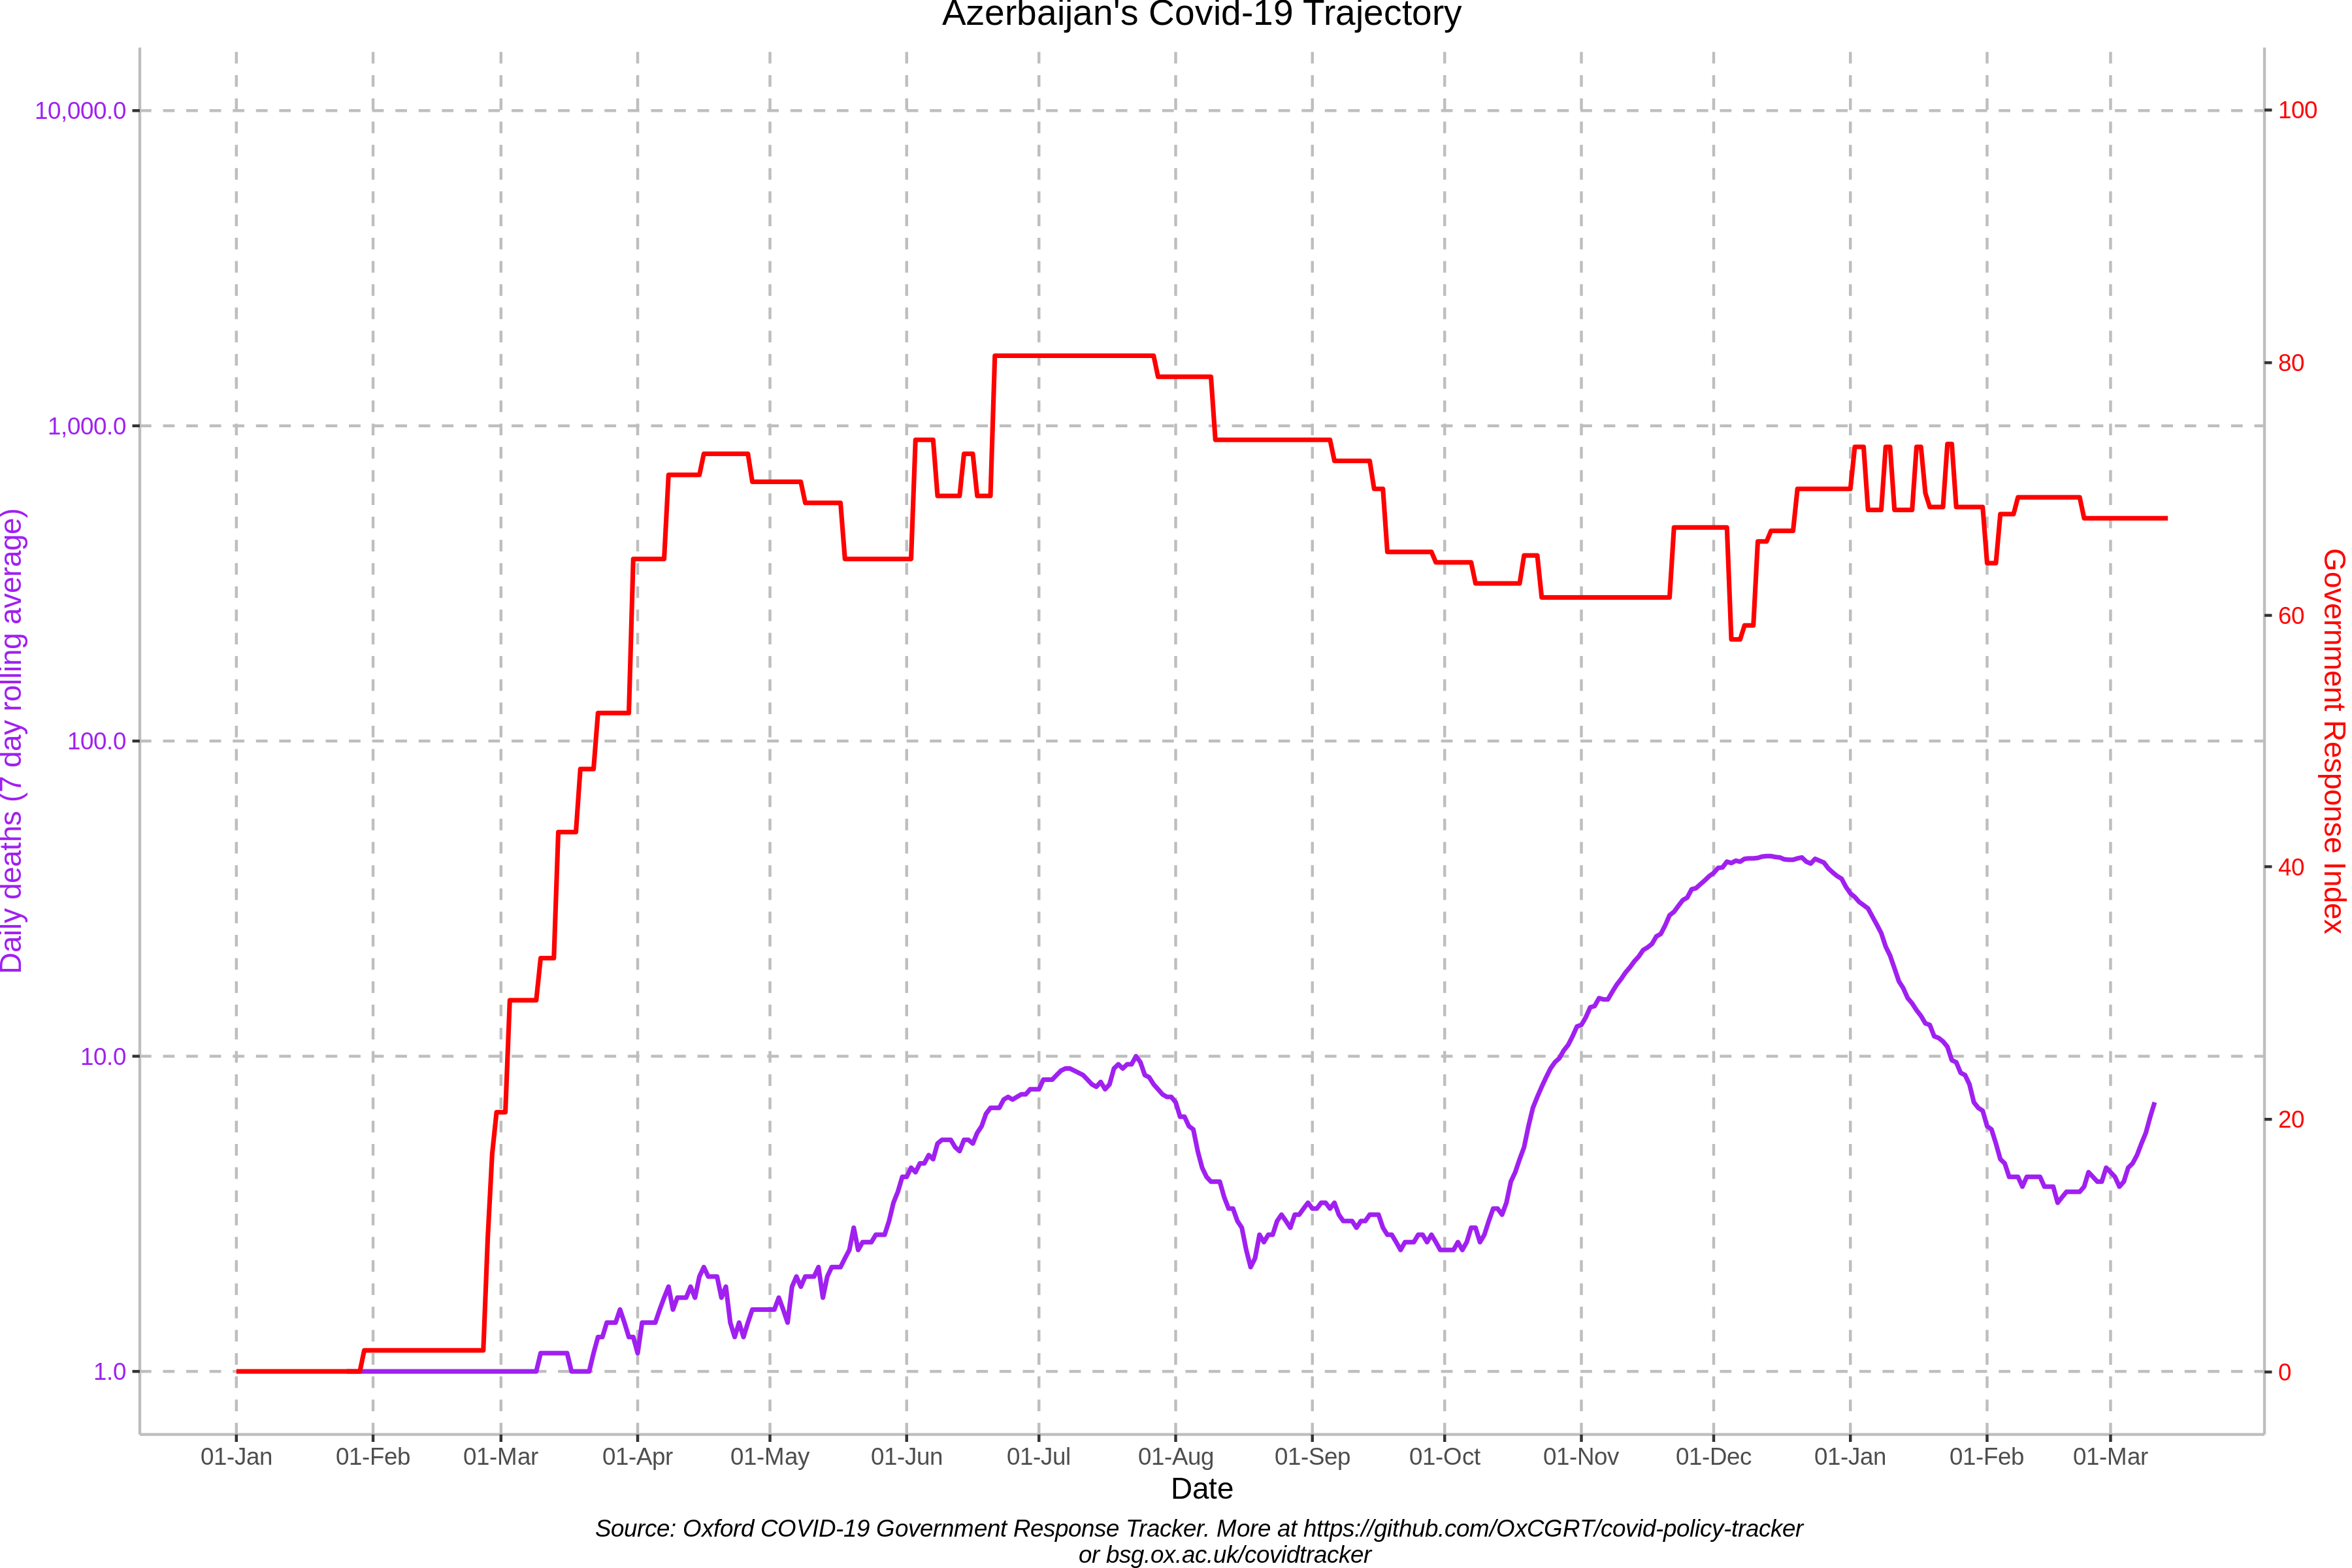 Azerbaijan's Covid-19 Trajectory
10,000.0
1,000.0
100.0
10.0
1.0
Daily deaths (7 day rolling average)
100
80
60
40
20
0
Government Response Index
01-Jan
01-Feb
01-Mar
01-Apr
01-May
01-Jun
01-Jul
01-Aug
01-Sep
01-Oct
01-Nov
01-Dec
01-Jan
01-Feb
01-Mar
Date
Source: Oxford COVID-19 Government Response Tracker. More at https://github.com/OxCGRT/covid-policy-tracker
or bsg.ox.ac.uk/covidtracker